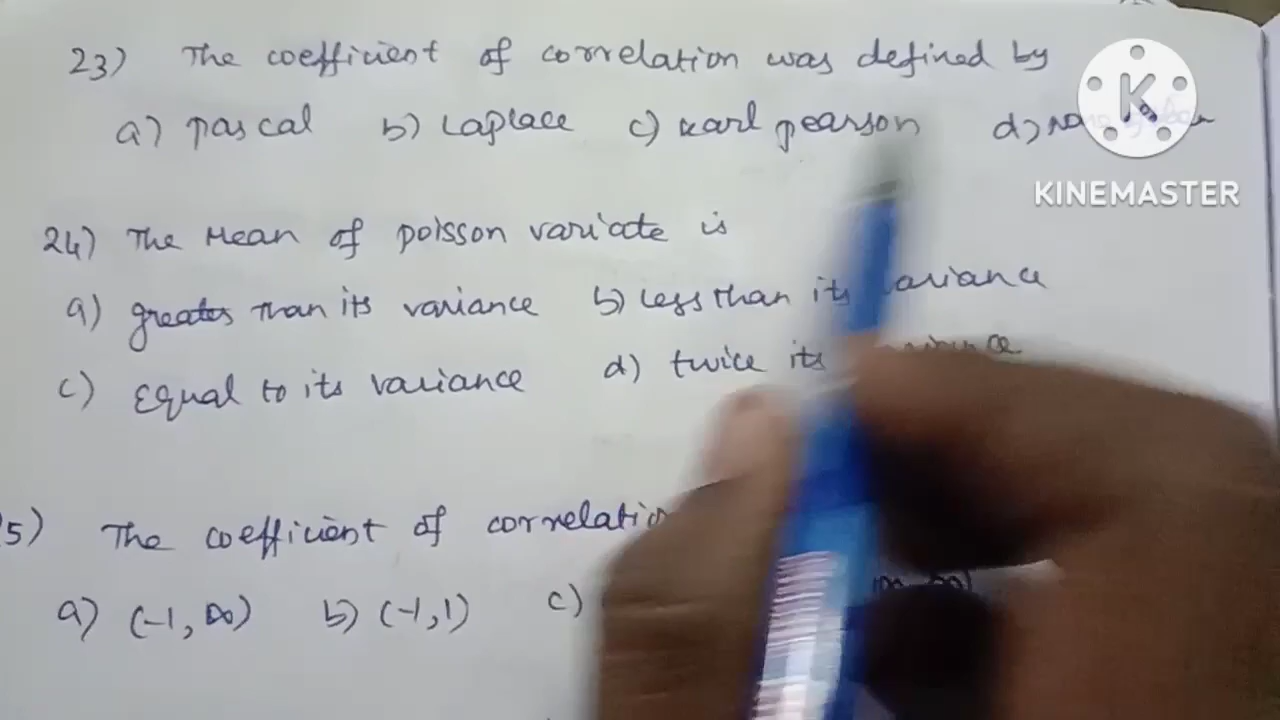 23) The coefficient of correlation was defined by
a) pascal b) Laplace c) Karl pearson d)
K
KINEMASTER
24) The Mean of poisson variate is
a) greater than its variance b) Less than its variance
c) Equal to its variance d) twice its
5) The coefficient of correlation
a) (-1, ∞) b) (-1, 1) c)